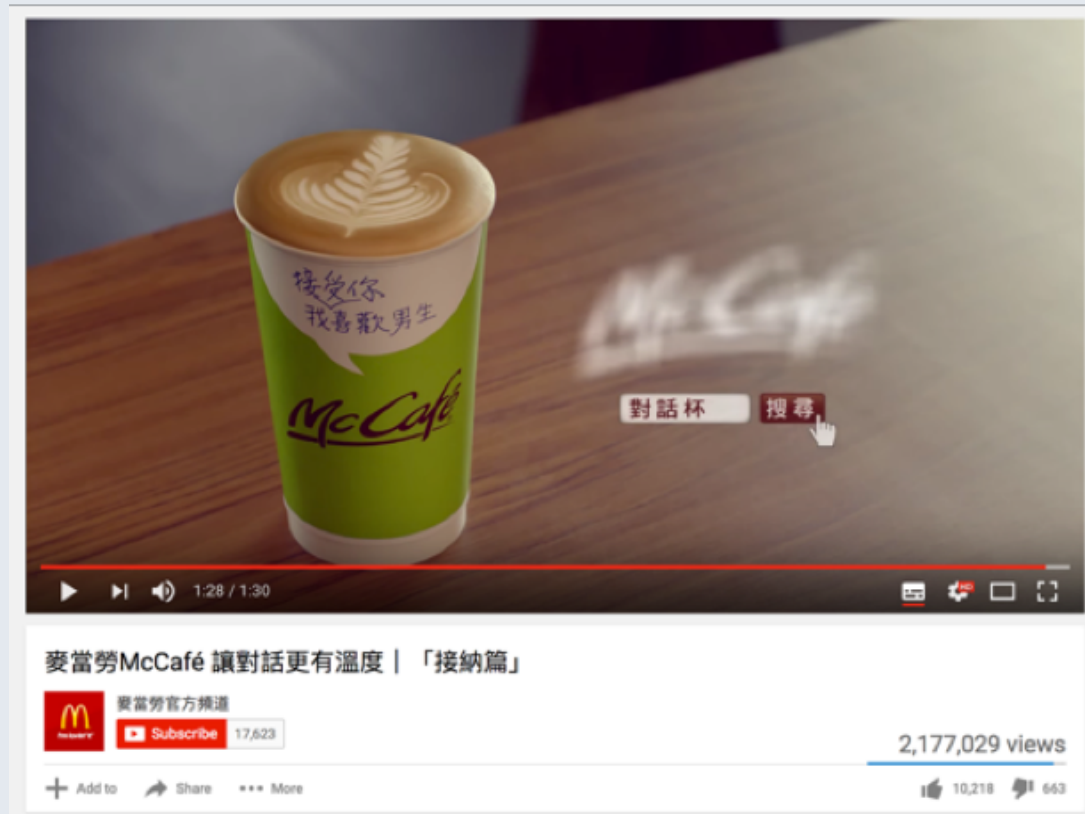 接受你
我喜歡男生
McCafé
McCafé
對話杯 搜尋
1:28 / 1:30
HD
麥當勞McCafé 讓對話更有溫度｜「接納篇」
麥當勞官方頻道
Subscribe 17,623
2,177,029 views
Add to Share More
10,218 663